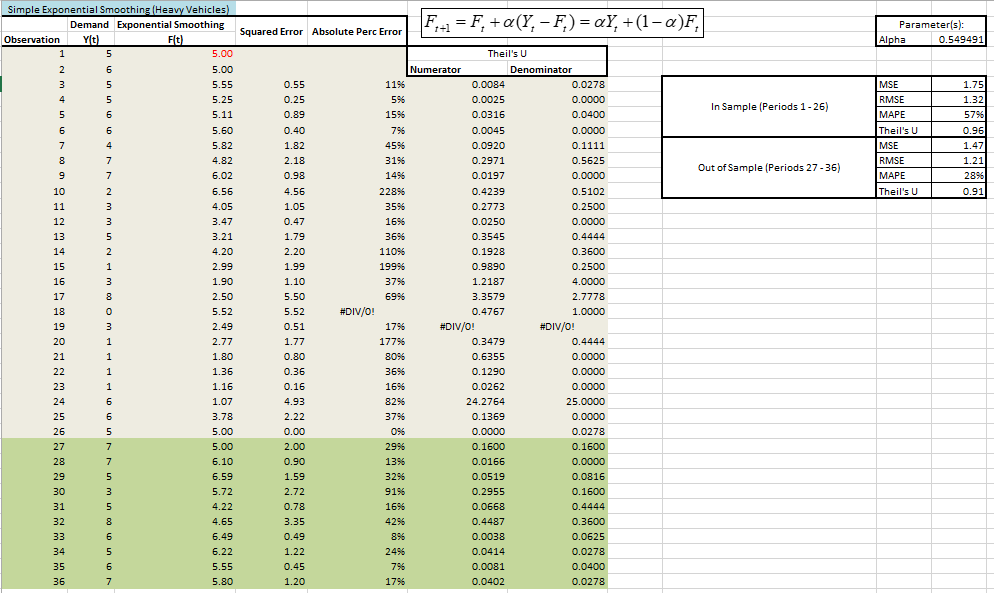 Simple Exponential Smoothing (Heavy Vehicles)
F_{t+1} = F_t + α(Y_t − F_t) = αY_t + (1 − α)F_t
Parameter(s):
Alpha 0.549491
Demand Exponential Smoothing Squared Error Absolute Perc Error
Observation Y(t) F(t)
Theil's U
Numerator Denominator
1 5 5.00
2 6 5.00
3 5 5.55 0.55 11% 0.0084 0.0278
4 5 5.25 0.25 5% 0.0025 0.0000
5 6 5.11 0.89 15% 0.0316 0.0400
6 6 5.60 0.40 7% 0.0045 0.0000
7 4 5.82 1.82 45% 0.0920 0.1111
8 7 4.82 2.18 31% 0.2971 0.5625
9 7 6.02 0.98 14% 0.0197 0.0000
10 2 6.56 4.56 228% 0.4239 0.5102
11 3 4.05 1.05 35% 0.2773 0.2500
12 3 3.47 0.47 16% 0.0250 0.0000
13 5 3.21 1.79 36% 0.3545 0.4444
14 2 4.20 2.20 110% 0.1928 0.3600
15 1 2.99 1.99 199% 0.9890 0.2500
16 3 1.90 1.10 37% 1.2187 4.0000
17 8 2.50 5.50 69% 3.3579 2.7778
18 0 5.52 5.52 #DIV/0! 0.4767 1.0000
19 3 2.49 0.51 17% #DIV/0! #DIV/0!
20 1 2.77 1.77 177% 0.3479 0.4444
21 1 1.80 0.80 80% 0.6355 0.0000
22 1 1.36 0.36 36% 0.1290 0.0000
23 1 1.16 0.16 16% 0.0262 0.0000
24 6 1.07 4.93 82% 24.2764 25.0000
25 6 3.78 2.22 37% 0.1369 0.0000
26 5 5.00 0.00 0% 0.0000 0.0278
27 7 5.00 2.00 29% 0.1600 0.1600
28 7 6.10 0.90 13% 0.0166 0.0000
29 5 6.59 1.59 32% 0.0519 0.0816
30 3 5.72 2.72 91% 0.2955 0.1600
31 5 4.22 0.78 16% 0.0668 0.4444
32 8 4.65 3.35 42% 0.4487 0.3600
33 6 6.49 0.49 8% 0.0038 0.0625
34 5 6.22 1.22 24% 0.0414 0.0278
35 6 5.55 0.45 7% 0.0081 0.0400
36 7 5.80 1.20 17% 0.0402 0.0278
In Sample (Periods 1 - 26)
MSE 1.75
RMSE 1.32
MAPE 57%
Theil's U 0.96
Out of Sample (Periods 27 - 36)
MSE 1.47
RMSE 1.21
MAPE 28%
Theil's U 0.91